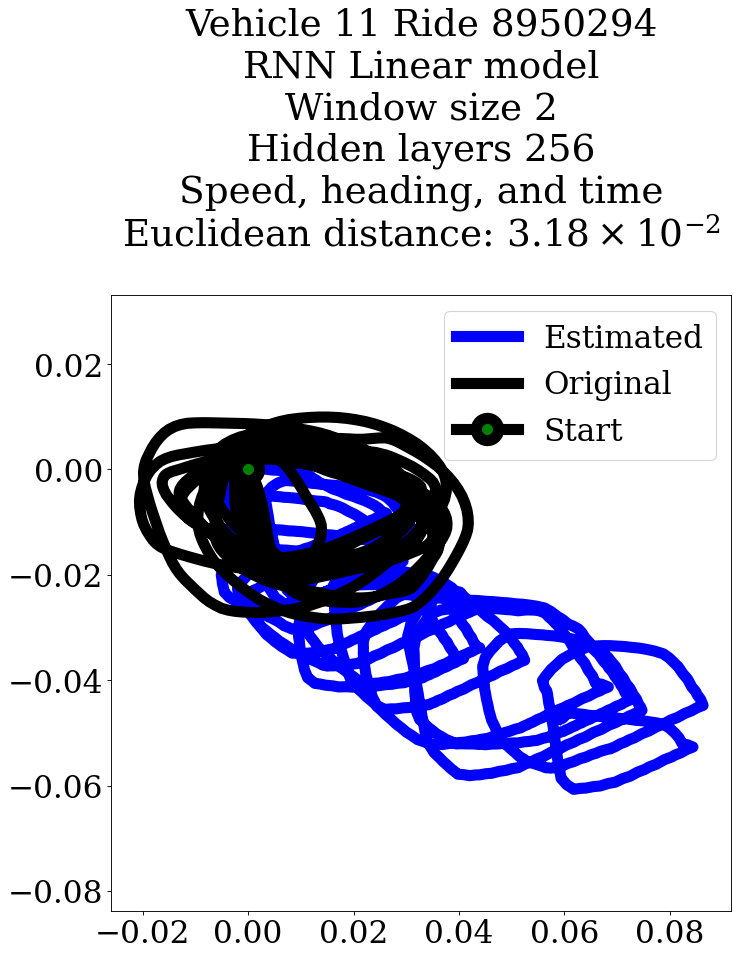 Vehicle 11 Ride 8950294
RNN Linear model
Window size 2
Hidden layers 256
Speed, heading, and time
Euclidean distance: 3.18 × 10⁻²
Estimated
Original
Start
0.02
0.00
−0.02
−0.04
−0.06
−0.08
−0.02 0.00 0.02 0.04 0.06 0.08